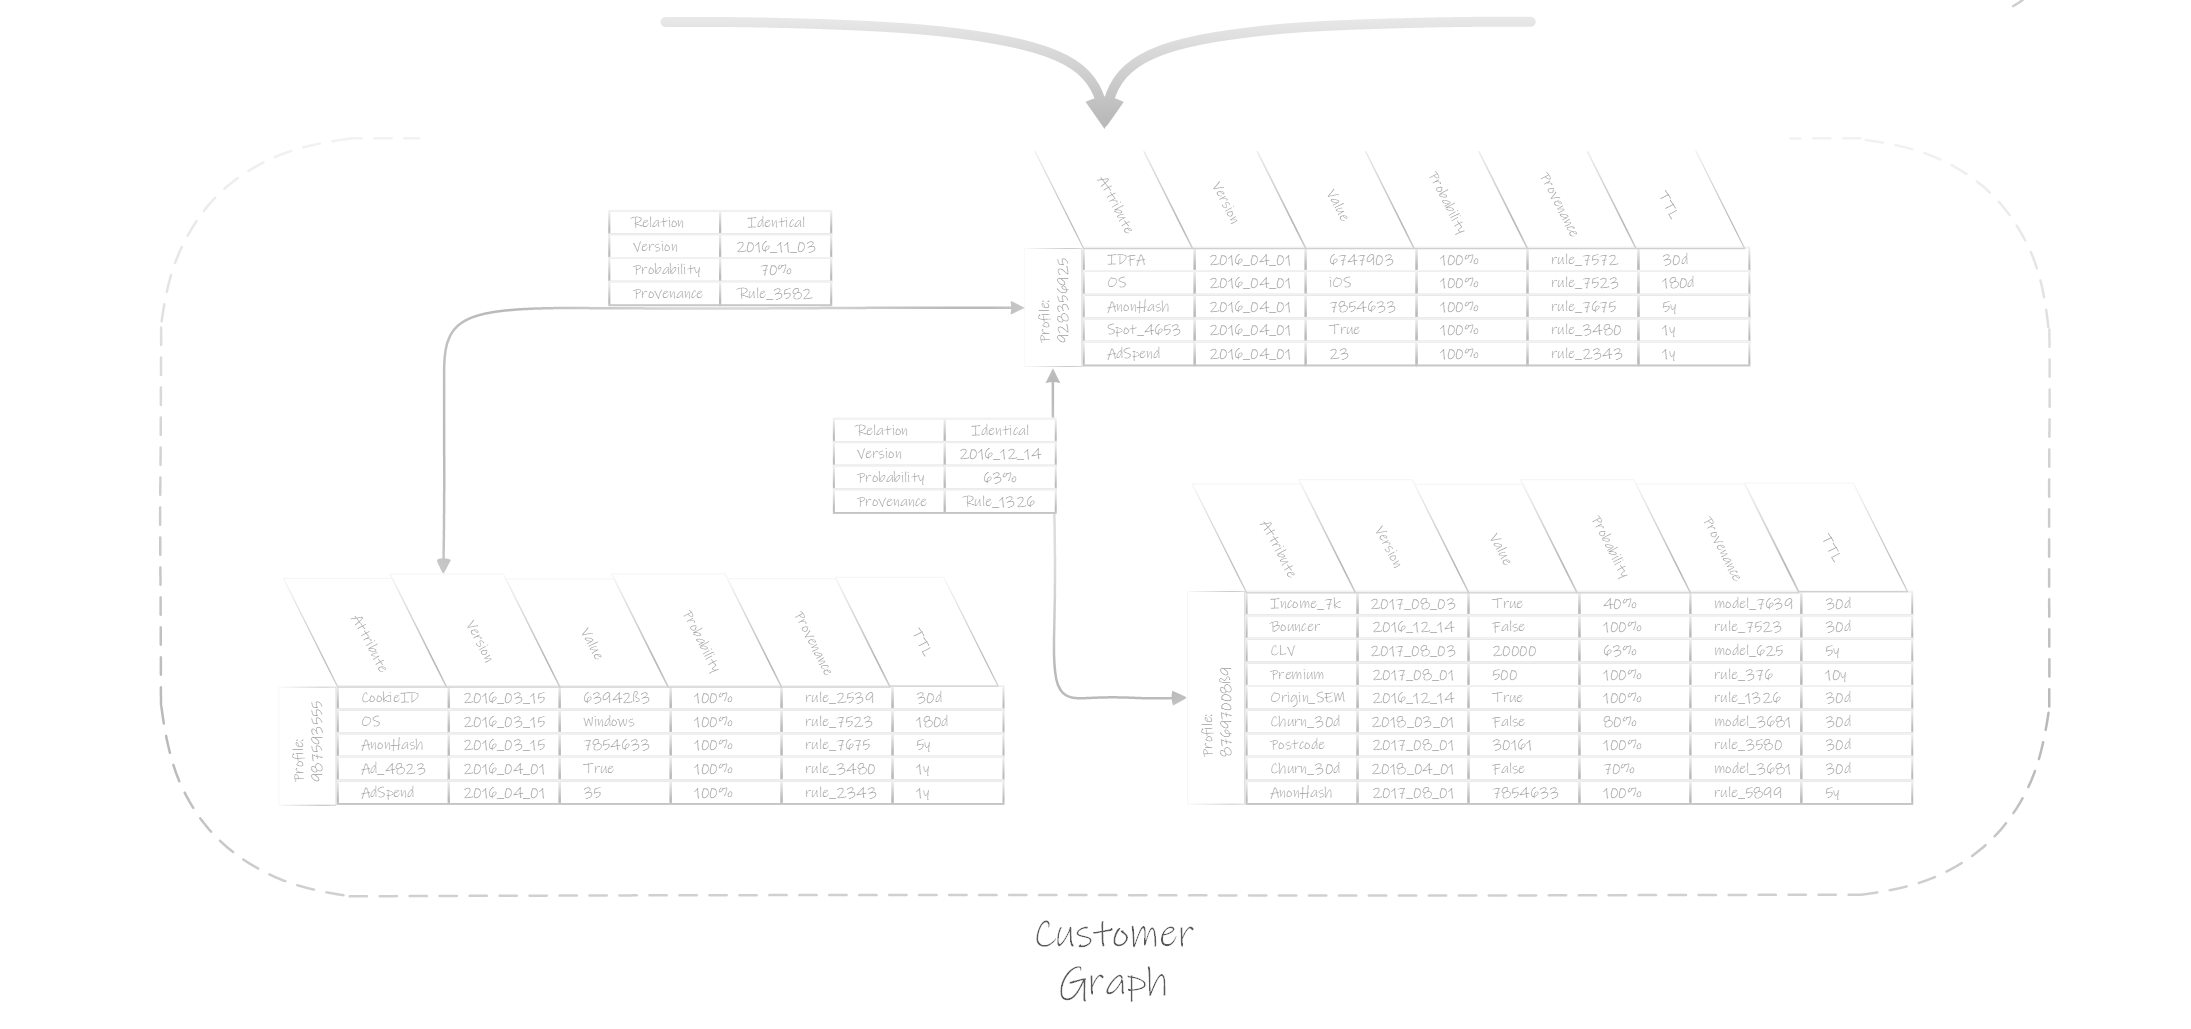 Attribute Version Value Probability Provenance TTL
Profile:
928356925
IDFA 2016_04_01 6747903 100% rule_7572 30d
OS 2016_04_01 iOS 100% rule_7523 180d
AnonHash 2016_04_01 7854633 100% rule_7675 5y
Spot_4653 2016_04_01 True 100% rule_3480 1y
AdSpend 2016_04_01 23 100% rule_2343 1y
Relation Identical
Version 2016_11_03
Probability 70%
Provenance Rule_3582
Relation Identical
Version 2016_12_14
Probability 63%
Provenance Rule_1326
Attribute Version Value Probability Provenance TTL
Profile:
987593555
CookieID 2016_03_15 63942ß3 100% rule_2539 30d
OS 2016_03_15 Windows 100% rule_7523 180d
AnonHash 2016_03_15 7854633 100% rule_7675 5y
Ad_4823 2016_04_01 True 100% rule_3480 1y
AdSpend 2016_04_01 35 100% rule_2343 1y
Attribute Version Value Probability Provenance TTL
Profile:
87697008ß9
Income_7k 2017_08_03 True 40% model_7639 30d
Bouncer 2016_12_14 False 100% rule_7523 30d
CLV 2017_08_03 20000 63% model_625 5y
Premium 2017_08_01 500 100% rule_376 10y
Origin_SEM 2016_12_14 True 100% rule_1326 30d
Churn_30d 2018_03_01 False 80% model_3681 30d
Postcode 2017_08_01 30161 100% rule_3580 30d
Churn_30d 2018_04_01 False 70% model_3681 30d
AnonHash 2017_08_01 7854633 100% rule_5899 5y
Customer
Graph